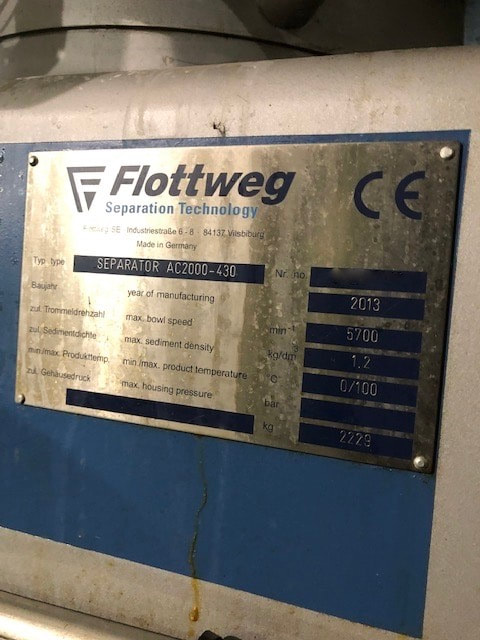 Flottweg CE
Separation Technology
Flottweg SE Industriestraße 6 - 8 84137 Vilsbiburg
Made in Germany
Typ type SEPARATOR AC2000-430 Nr. no.
Baujahr year of manufacturing 2013
zul. Trommeldrehzahl max. bowl speed min⁻¹ 5700
zul. Sedimentdichte max. sediment density kg/dm³ 1.2
min./max. Produkttemp. min./max. product temperature °C 0/100
zul. Gehäusedruck max. housing pressure bar
kg 2229